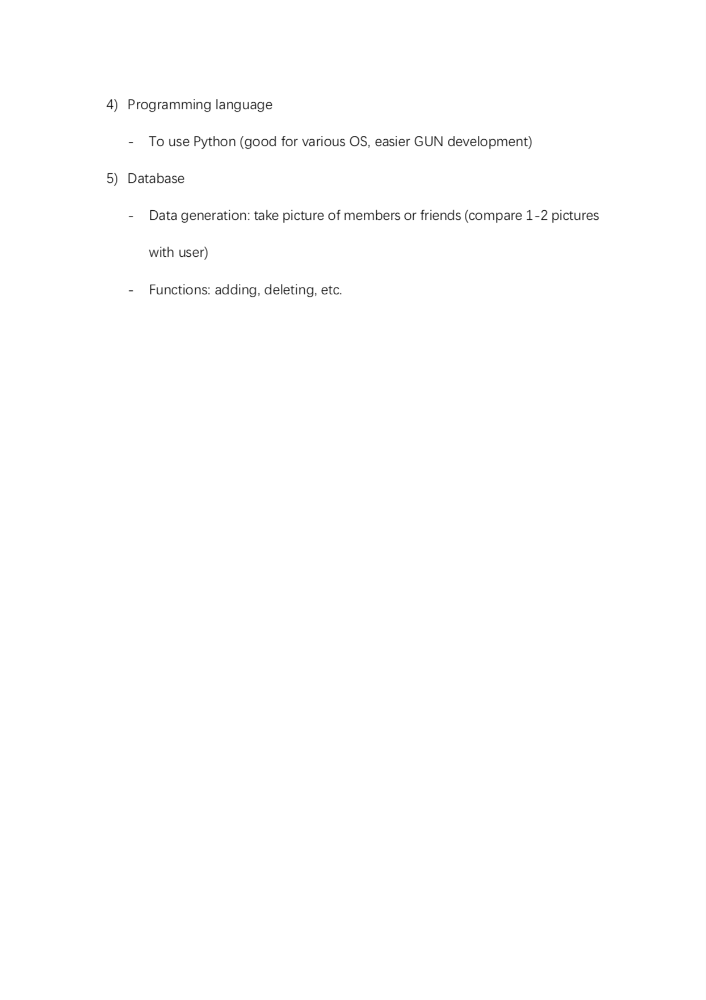 4) Programming language
- To use Python (good for various OS, easier GUN development)
5) Database
- Data generation: take picture of members or friends (compare 1-2 pictures
with user)
- Functions: adding, deleting, etc.